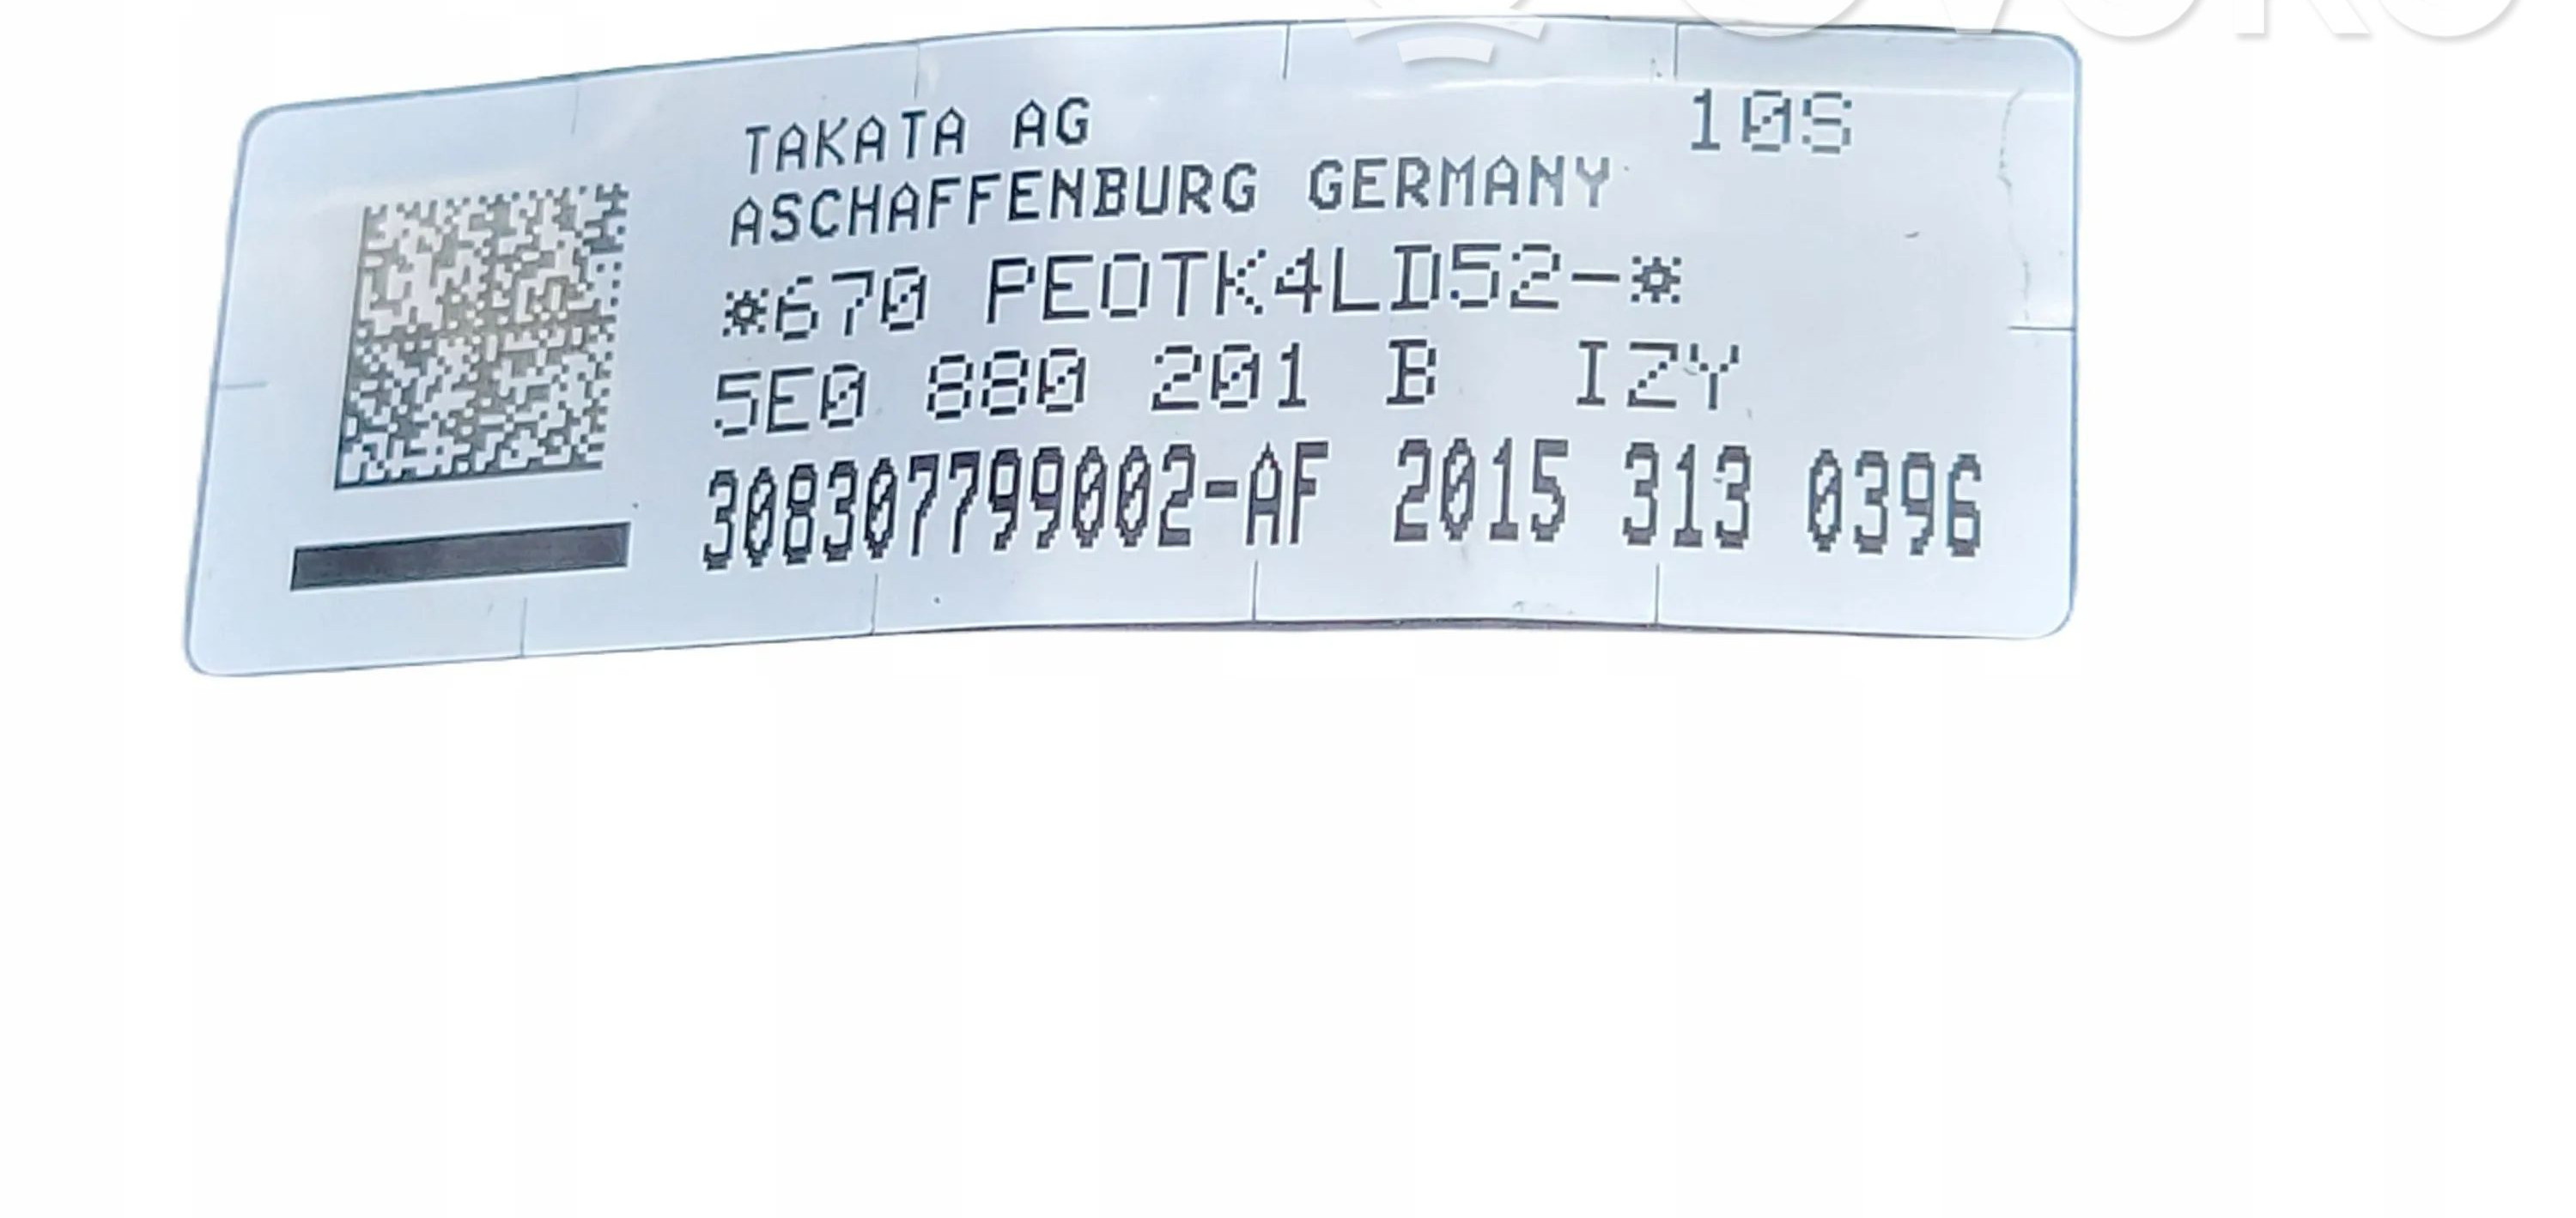 TAKATA AG 10S
ASCHAFFENBURG GERMANY
*670 PEOTK4LD52-*
5E0 880 201 B IZY
308307799002-AF 2015 313 0396